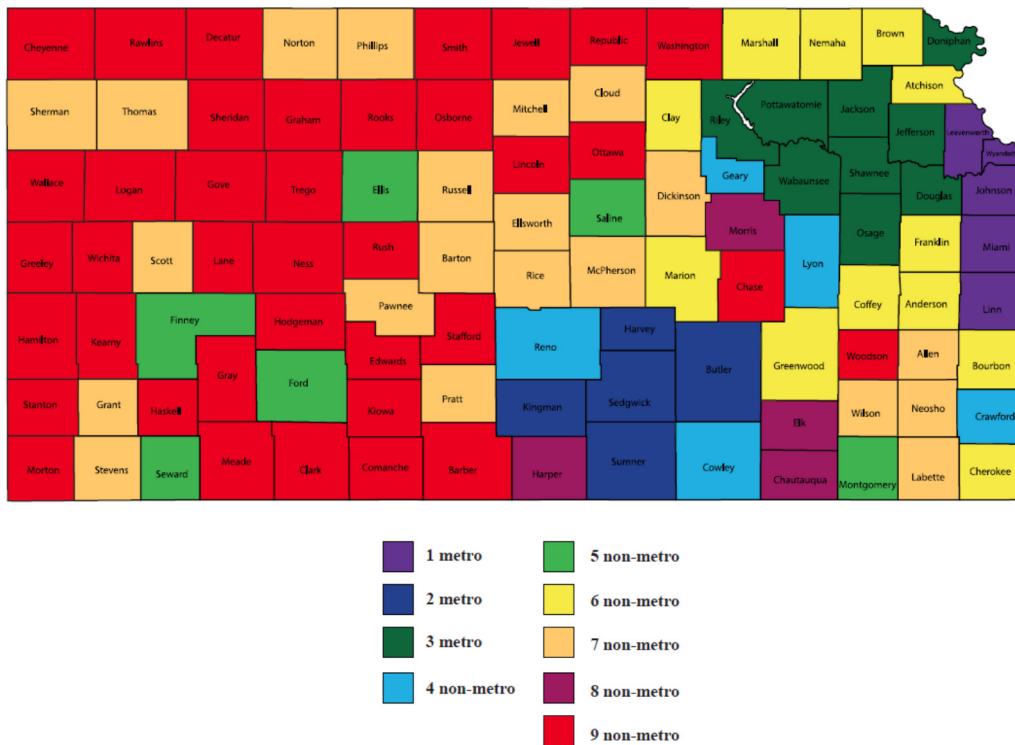 Cheyenne
Rawlins
Decatur
Norton
Phillips
Smith
Jewell
Republic
Washington
Marshall
Nemaha
Brown
Doniphan
Sherman
Thomas
Sheridan
Graham
Rooks
Osborne
Mitchell
Cloud
Clay
Riley
Pottawatomie
Jackson
Atchison
Jefferson
Leavenworth
Wyandotte
Wallace
Logan
Gove
Trego
Ellis
Russell
Lincoln
Ottawa
Saline
Dickinson
Geary
Wabaunsee
Shawnee
Douglas
Johnson
Greeley
Wichita
Scott
Lane
Ness
Rush
Barton
Ellsworth
Rice
McPherson
Marion
Morris
Chase
Lyon
Osage
Franklin
Miami
Coffey
Anderson
Linn
Hamilton
Kearny
Finney
Hodgeman
Pawnee
Edwards
Stafford
Reno
Harvey
Sedgwick
Butler
Greenwood
Woodson
Allen
Bourbon
Stanton
Grant
Haskell
Gray
Ford
Kiowa
Pratt
Kingman
Elk
Wilson
Neosho
Crawford
Morton
Stevens
Seward
Meade
Clark
Comanche
Barber
Harper
Sumner
Cowley
Chautauqua
Montgomery
Labette
Cherokee
1 metro
2 metro
3 metro
4 non-metro
5 non-metro
6 non-metro
7 non-metro
8 non-metro
9 non-metro